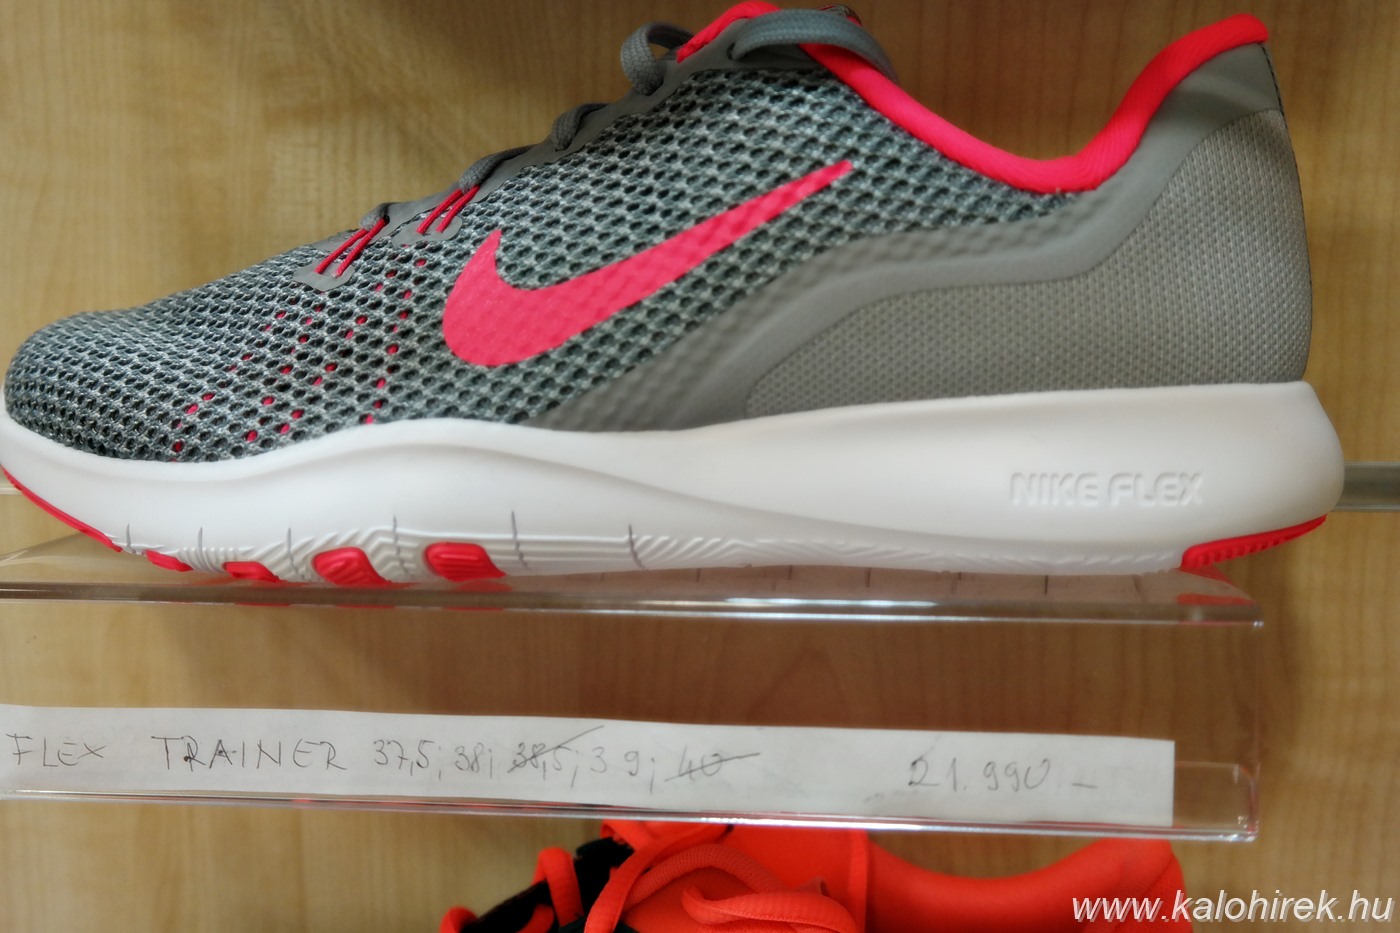 NIKE FLEX
FLEX TRAINER 37,5; 38; 38,5; 39; 40 21.990 -
www.kalohirek.hu